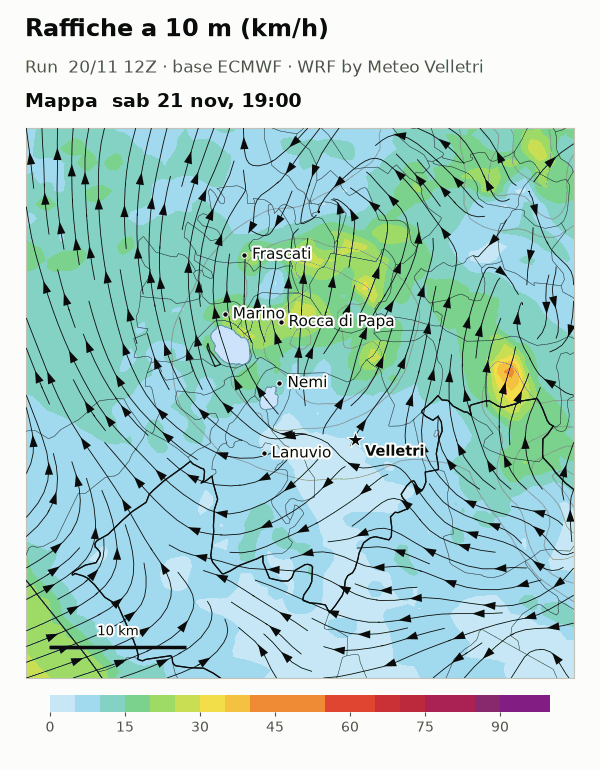 Raffiche a 10 m (km/h)
Run  20/11 12Z · base ECMWF · WRF by Meteo Velletri
Mappa  sab 21 nov, 19:00
Frascati
Marino
Rocca di Papa
Nemi
Velletri
Lanuvio
10 km
0 15 30 45 60 75 90